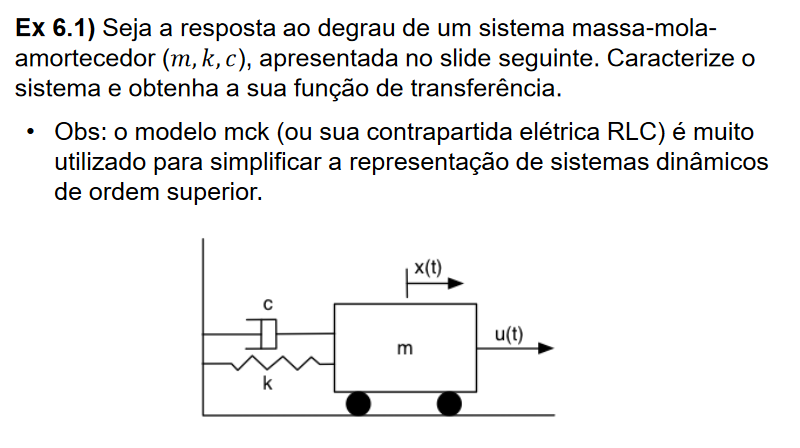 Ex 6.1) Seja a resposta ao degrau de um sistema massa-mola-
amortecedor (m, k, c), apresentada no slide seguinte. Caracterize o
sistema e obtenha a sua função de transferência.
• Obs: o modelo mck (ou sua contrapartida elétrica RLC) é muito
utilizado para simplificar a representação de sistemas dinâmicos
de ordem superior.
x(t)
c
u(t)
m
k